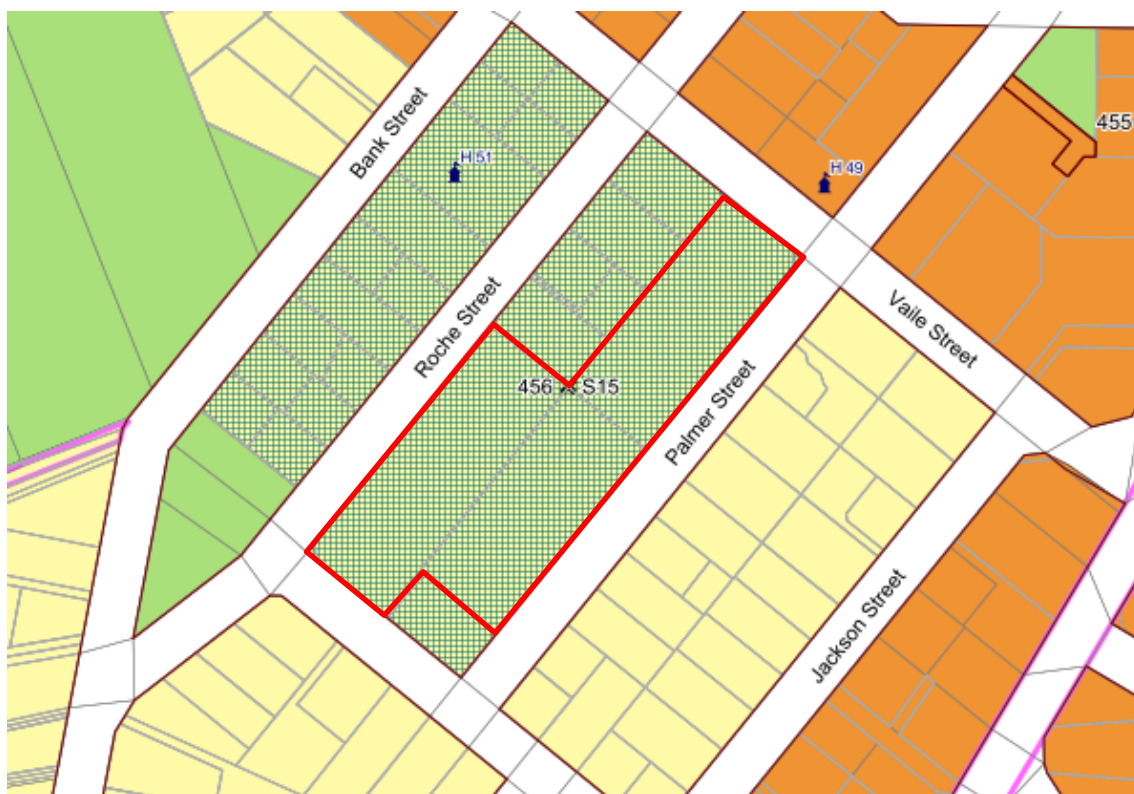 Bank Street
H 51
H 49
455
Roche Street
Vaile Street
456
S15
Palmer Street
Jackson Street